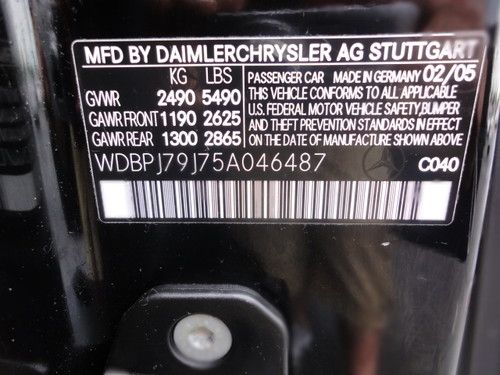 MFD BY DAIMLERCHRYSLER AG STUTTGART
KG LBS
GVWR 2490 5490
GAWR FRONT 1190 2625
GAWR REAR 1300 2865
PASSENGER CAR MADE IN GERMANY 02/05
THIS VEHICLE CONFORMS TO ALL APPLICABLE
U.S. FEDERAL MOTOR VEHICLE SAFETY, BUMPER
AND THEFT PREVENTION STANDARDS IN EFFECT
ON THE DATE OF MANUFACTURE SHOWN ABOVE
WDBPJ79J75A046487
C040